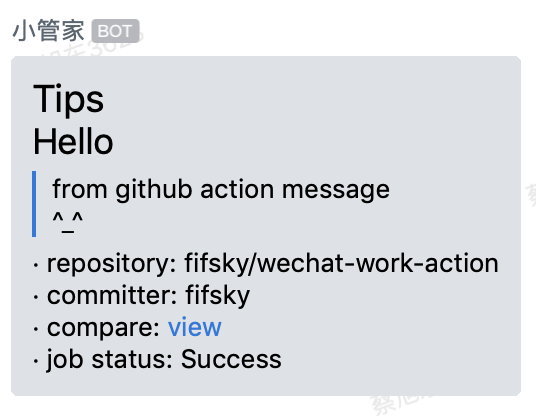 小管家 BOT
Tips
Hello
from github action message
^_^
· repository: fifsky/wechat-work-action
· committer: fifsky
· compare: view
· job status: Success